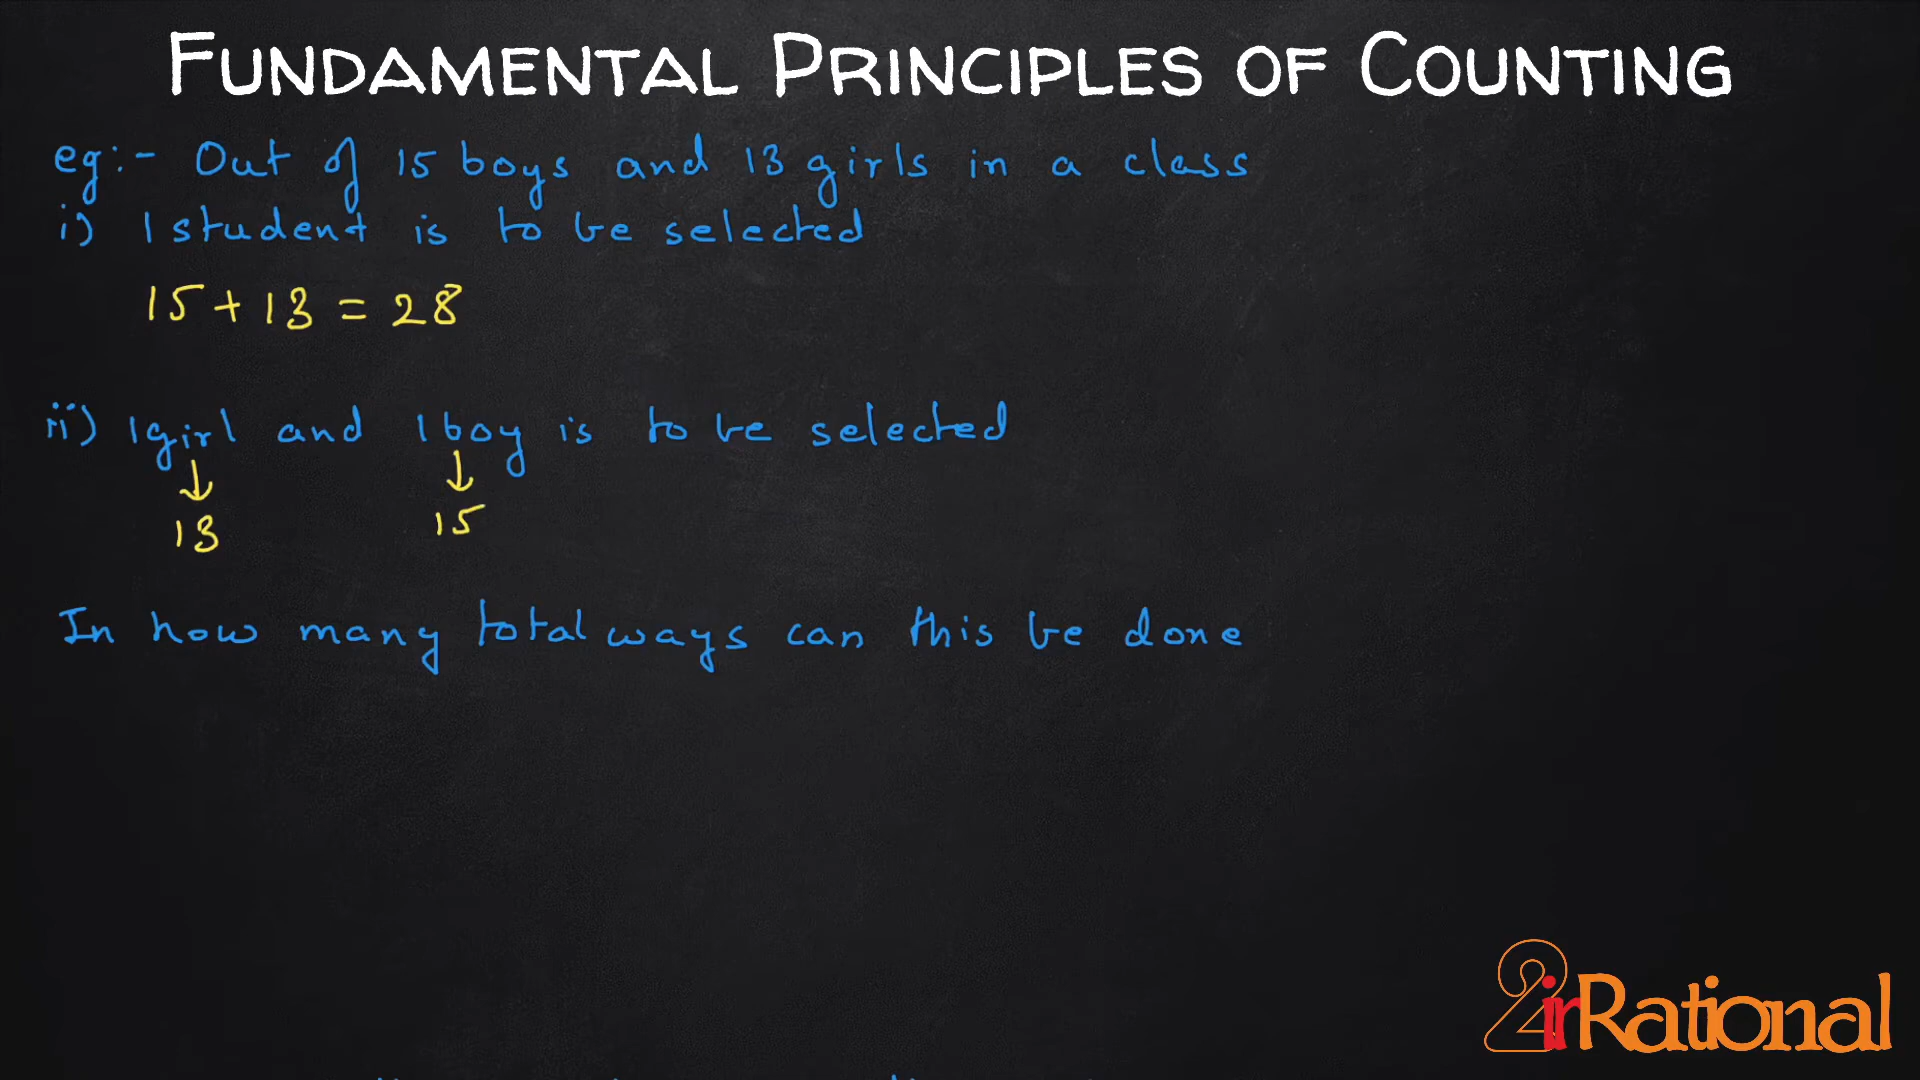 FUNDAMENTAL PRINCIPLES OF COUNTING
eg:- Out of 15 boys and 13 girls in a class
i) 1 student is to be selected
15 + 13 = 28
ii) 1 girl and 1 boy is to be selected
↓ ↓
13 15
In how many total ways can this be done
2irRational